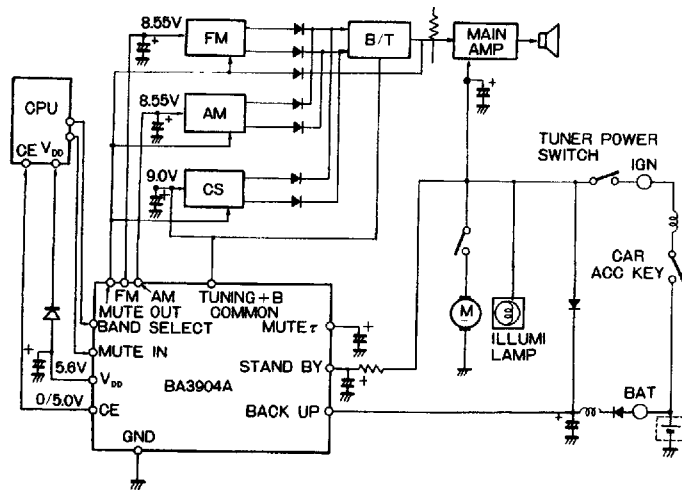 8.55V
FM
B/T
MAIN
AMP
CPU
CE VDD
8.55V
AM
9.0V
CS
TUNER POWER
SWITCH
IGN
CAR
ACC KEY
FM AM
MUTE OUT
BAND SELECT
TUNING+B
COMMON
MUTE τ
MUTE IN
5.6V
VDD
0/5.0V
CE
BA3904A
STAND BY
BACK UP
GND
M
ILLUMI
LAMP
BAT